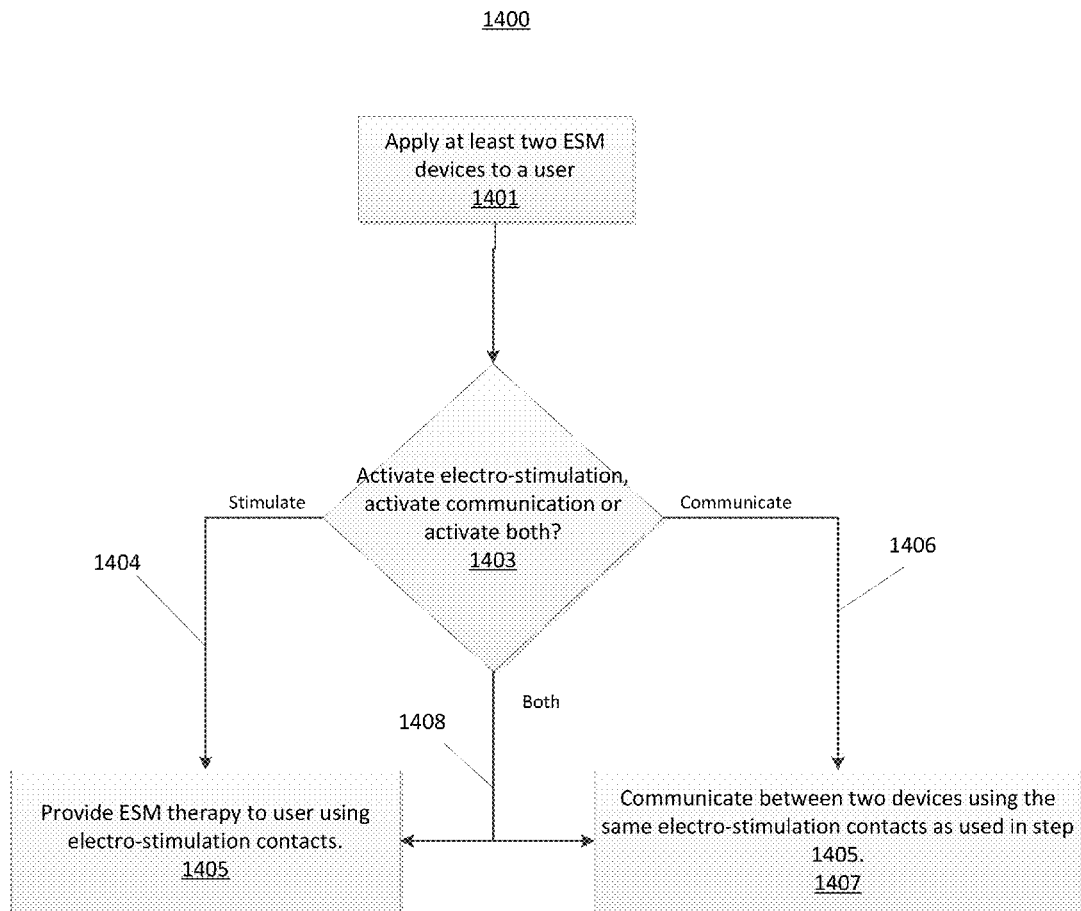 1400
Apply at least two ESM
devices to a user
1401
Activate electro-stimulation,
activate communication or
activate both?
1403
Stimulate
Communicate
1404
1406
Both
1408
Provide ESM therapy to user using
electro-stimulation contacts.
1405
Communicate between two devices using the
same electro-stimulation contacts as used in step
1405.
1407